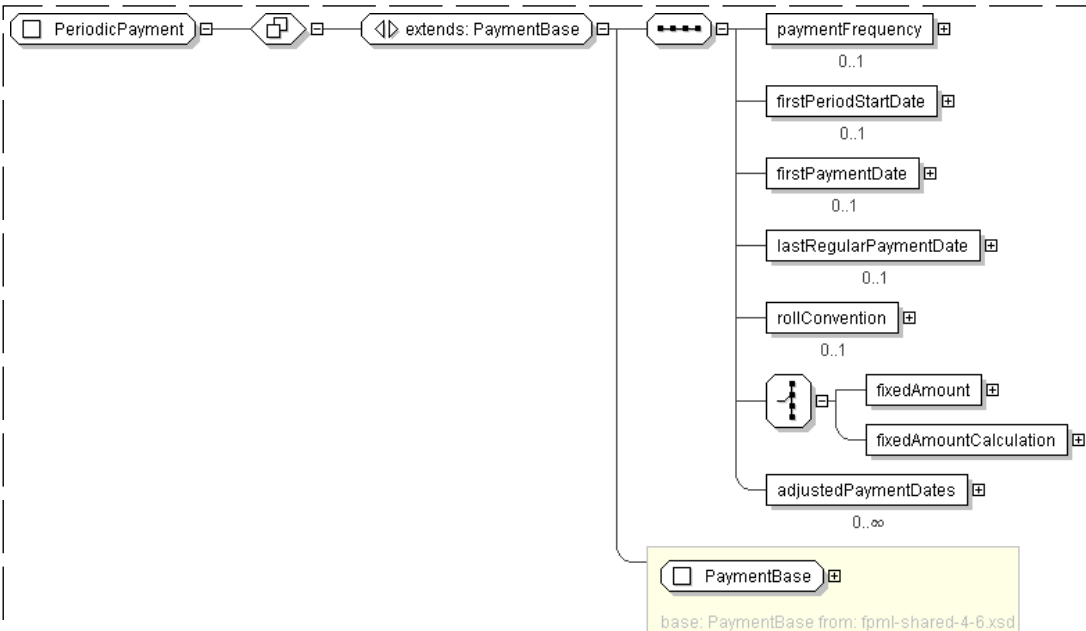 PeriodicPayment
extends: PaymentBase
paymentFrequency
0..1
firstPeriodStartDate
0..1
firstPaymentDate
0..1
lastRegularPaymentDate
0..1
rollConvention
0..1
fixedAmount
fixedAmountCalculation
adjustedPaymentDates
0..∞
PaymentBase
base: PaymentBase from: fpml-shared-4-6.xsd